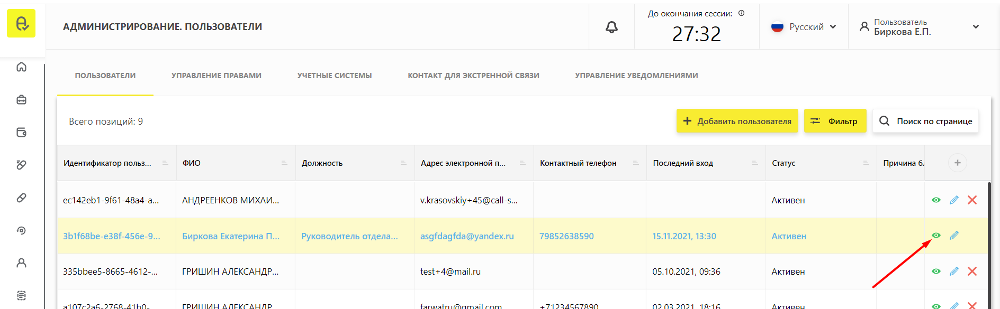 АДМИНИСТРИРОВАНИЕ. ПОЛЬЗОВАТЕЛИ
До окончания сессии:
27:32
Русский
Пользователь
Биркова Е.П.
ПОЛЬЗОВАТЕЛИ УПРАВЛЕНИЕ ПРАВАМИ УЧЕТНЫЕ СИСТЕМЫ КОНТАКТ ДЛЯ ЭКСТРЕННОЙ СВЯЗИ УПРАВЛЕНИЕ УВЕДОМЛЕНИЯМИ
Всего позиций: 9 Добавить пользователя Фильтр Поиск по странице
Идентификатор польз... ФИО Должность Адрес электронной п... Контактный телефон Последний вход Статус Причина бл
ec142eb1-9f61-48a4-a... АНДРЕЕНКОВ МИХАИ... v.krasovskiy+45@call-s... Активен
3b1f68be-e38f-456e-9... Биркова Екатерина П... Руководитель отдела... asgfdagfda@yandex.ru 79852638590 15.11.2021, 13:30 Активен
335bbee5-8665-4612-... ГРИШИН АЛЕКСАНДР... test+4@mail.ru 05.10.2021, 09:36 Активен
a107c2a6-2768-41b0-... ГРИШИН АЛЕКСАНДР... farwatru@gmail.com +71234567890 02.03.2021, 18:16 Активен